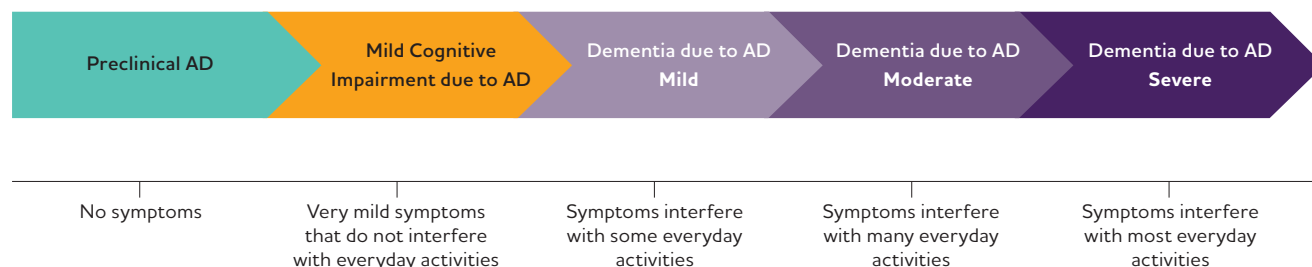 Preclinical AD
Mild Cognitive
Impairment due to AD
Dementia due to AD
Mild
Dementia due to AD
Moderate
Dementia due to AD
Severe
No symptoms
Very mild symptoms
that do not interfere
with everyday activities
Symptoms interfere
with some everyday
activities
Symptoms interfere
with many everyday
activities
Symptoms interfere
with most everyday
activities